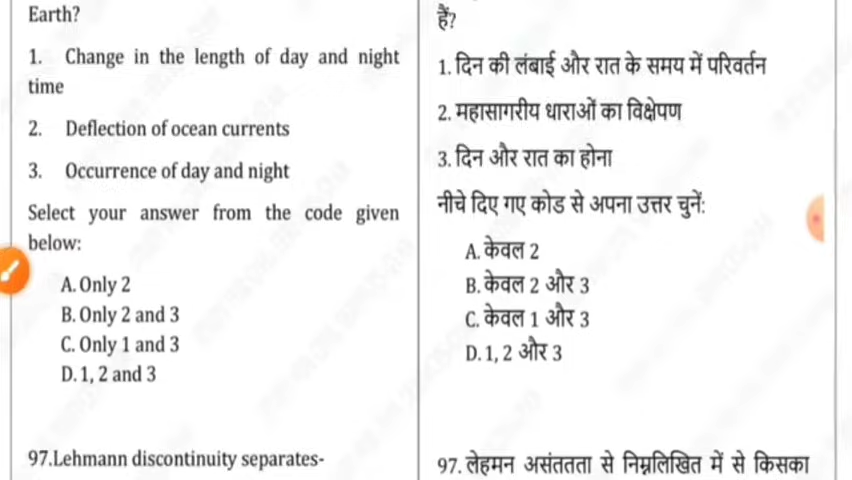 Earth?
1. Change in the length of day and night
time
2. Deflection of ocean currents
3. Occurrence of day and night
Select your answer from the code given
below:
A. Only 2
B. Only 2 and 3
C. Only 1 and 3
D. 1, 2 and 3
97.Lehmann discontinuity separates-
हैं?
1. दिन की लंबाई और रात के समय में परिवर्तन
2. महासागरीय धाराओं का विक्षेपण
3. दिन और रात का होना
नीचे दिए गए कोड से अपना उत्तर चुनें:
A. केवल 2
B. केवल 2 और 3
C. केवल 1 और 3
D. 1, 2 और 3
97. लेहमन असंततता से निम्नलिखित में से किसका